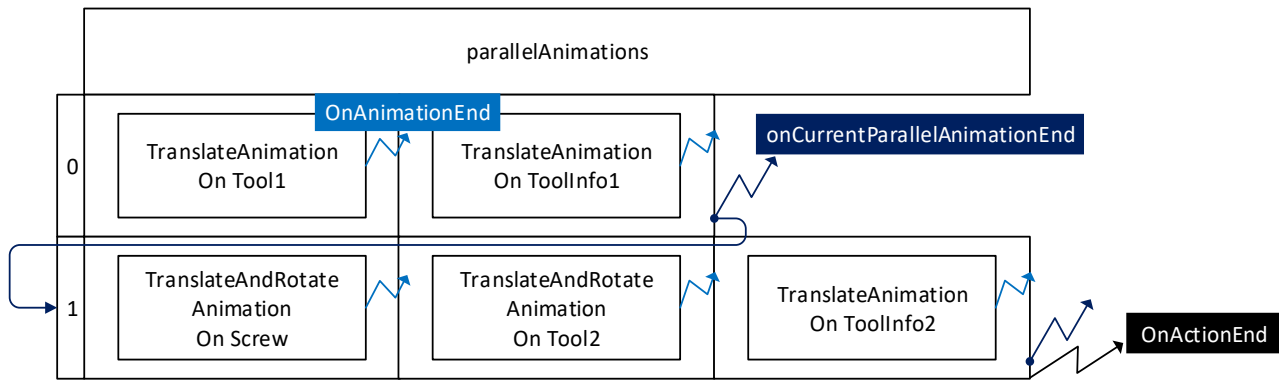 parallelAnimations
OnAnimationEnd
onCurrentParallelAnimationEnd
0
TranslateAnimation
On Tool1
TranslateAnimation
On ToolInfo1
1
TranslateAndRotate
Animation
On Screw
TranslateAndRotate
Animation
On Tool2
TranslateAnimation
On ToolInfo2
OnActionEnd